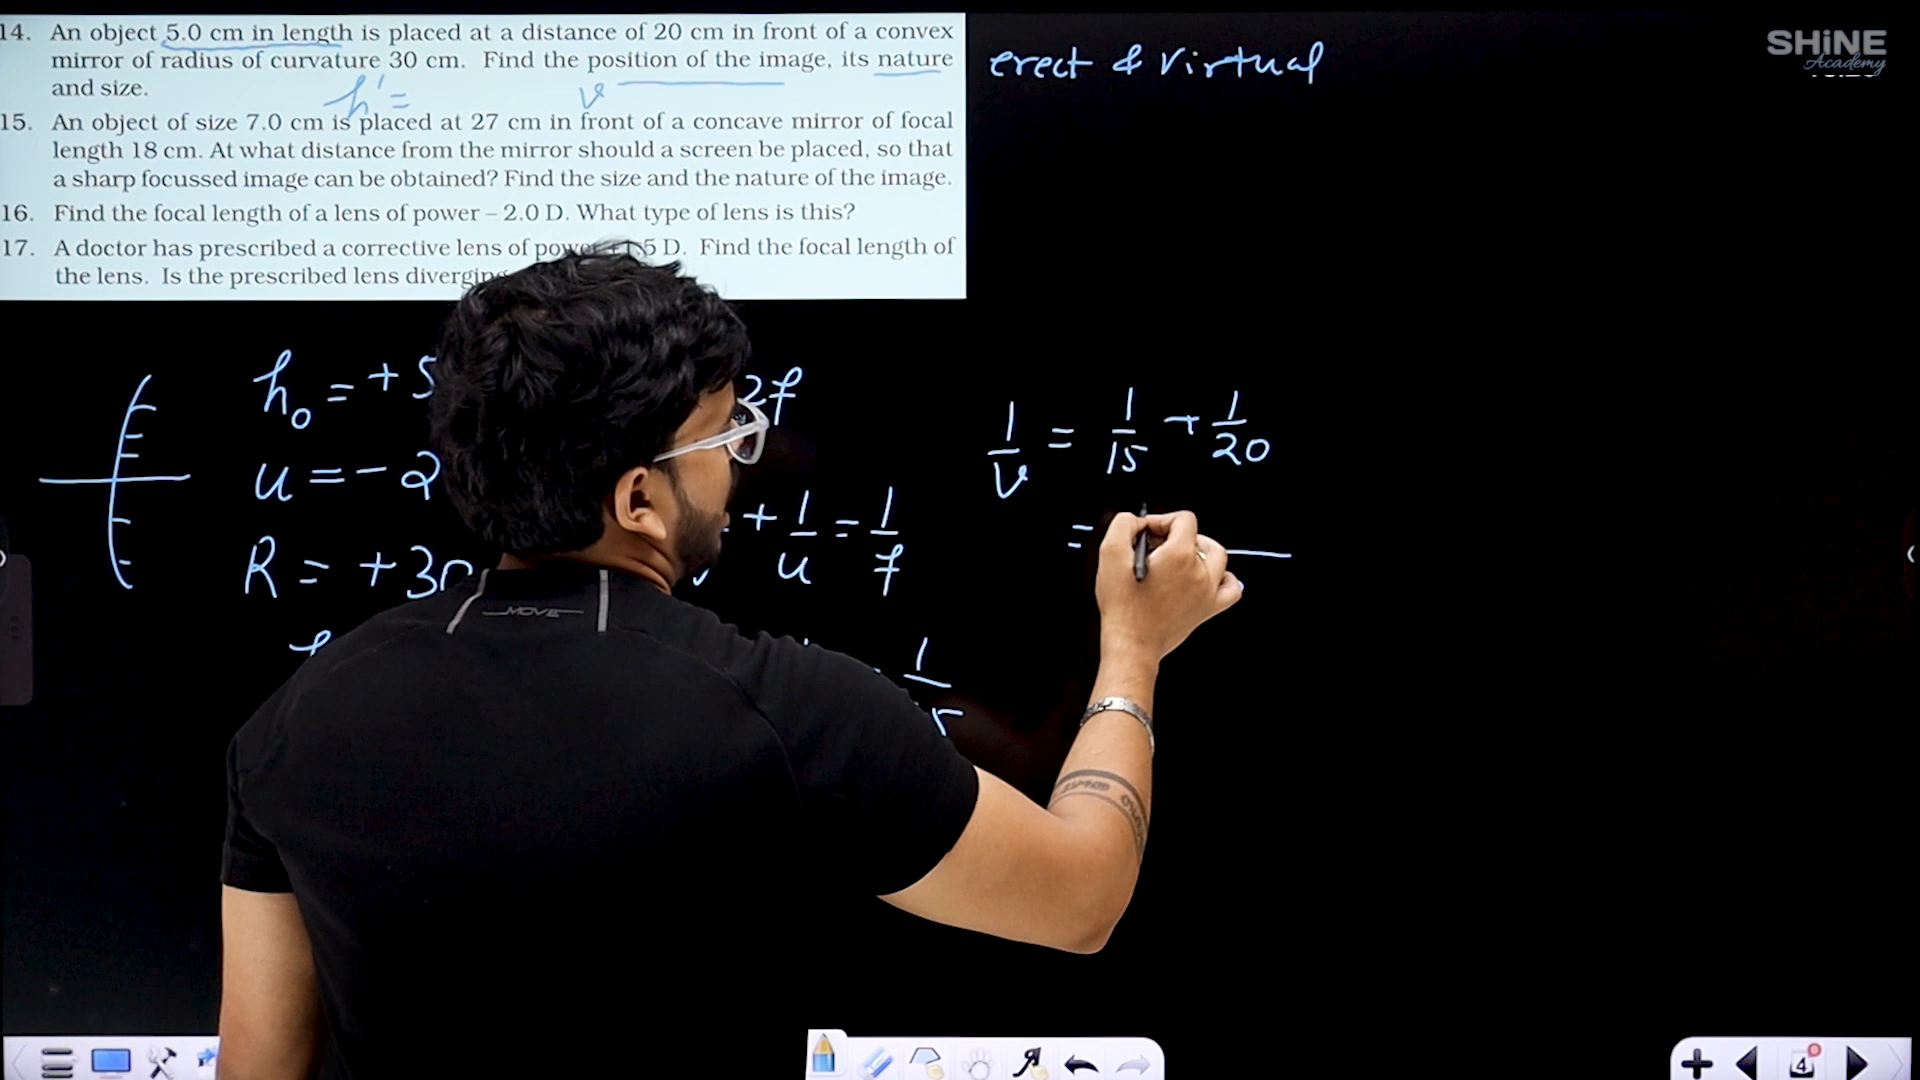 14. An object 5.0 cm in length is placed at a distance of 20 cm in front of a convex
mirror of radius of curvature 30 cm. Find the position of the image, its nature
and size.
h' =
v
15. An object of size 7.0 cm is placed at 27 cm in front of a concave mirror of focal
length 18 cm. At what distance from the mirror should a screen be placed, so that
a sharp focussed image can be obtained? Find the size and the nature of the image.
16. Find the focal length of a lens of power – 2.0 D. What type of lens is this?
17. A doctor has prescribed a corrective lens of power 5 D. Find the focal length of
the lens. Is the prescribed lens
erect & virtual
SHiNE
Academy
h₀ = +5
u = -2
R = +30
2f
+ 1/u = 1/f
1/v = 1/15 + 1/20
=
MOVE
4